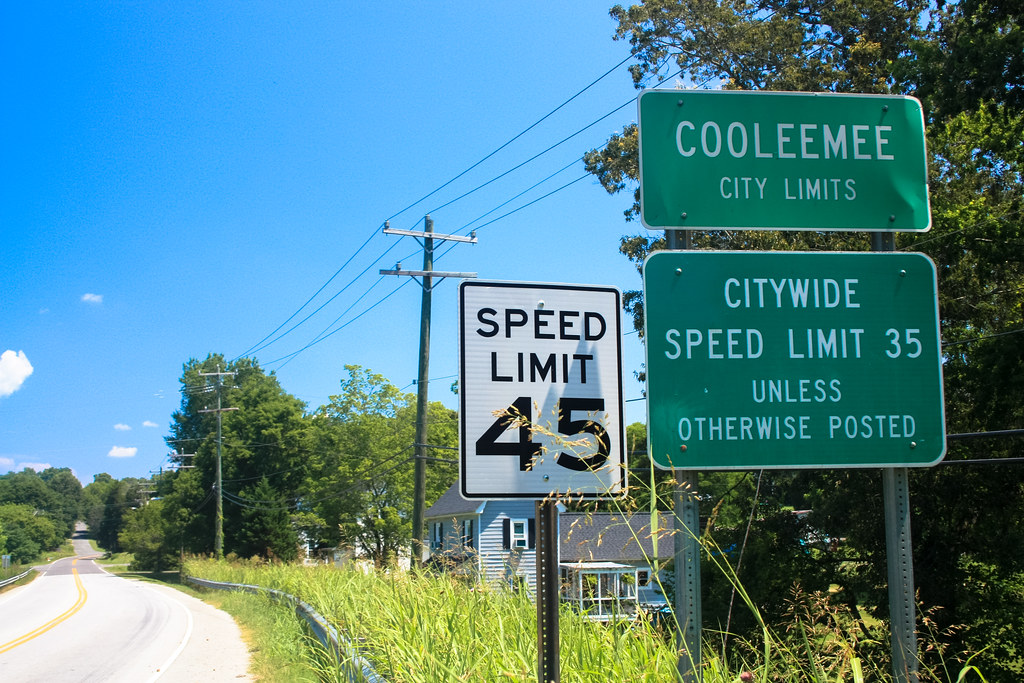 SPEED
LIMIT
45
COOLEEMEE
CITY LIMITS
CITYWIDE
SPEED LIMIT 35
UNLESS
OTHERWISE POSTED